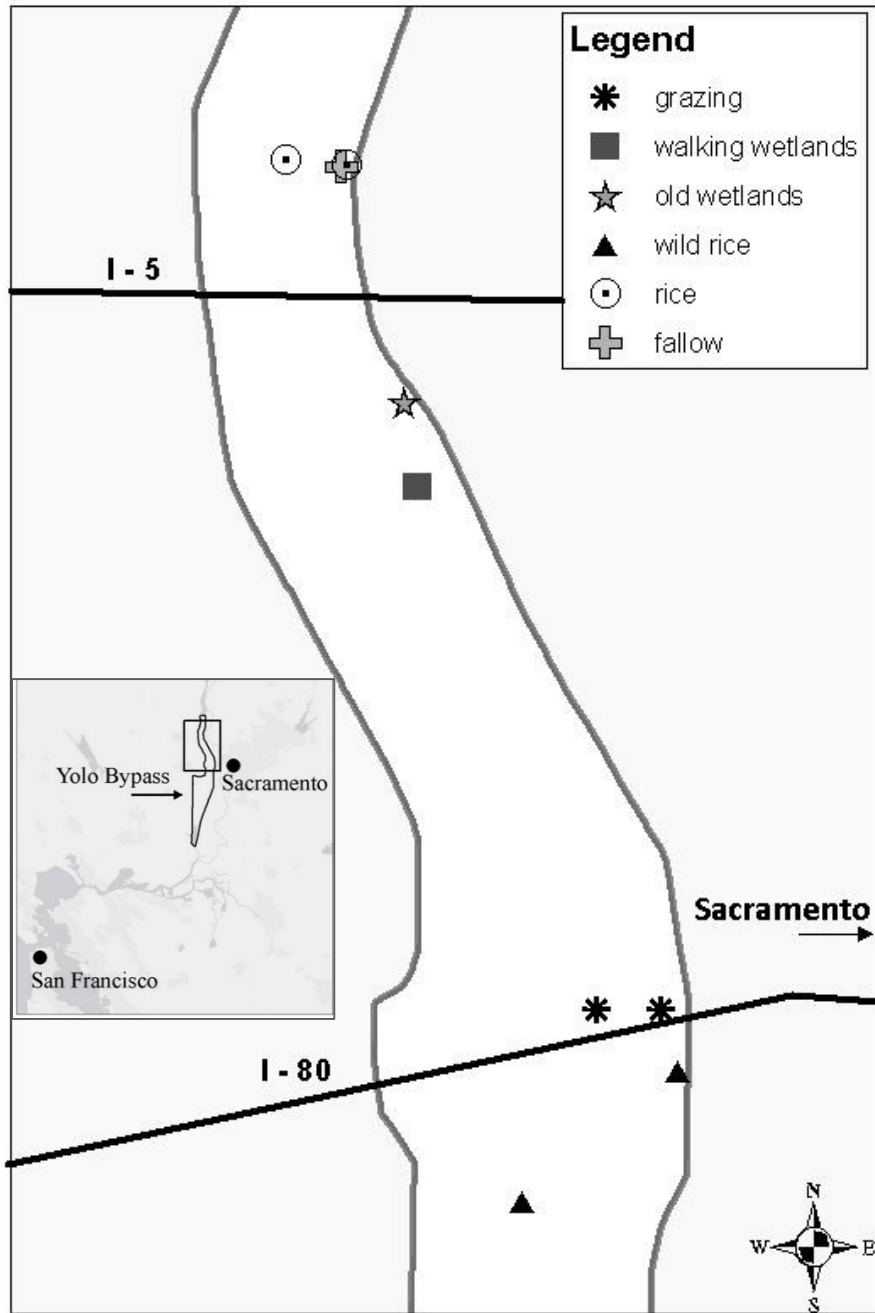 Legend
grazing
walking wetlands
old wetlands
wild rice
rice
fallow
I - 5
Yolo Bypass
Sacramento
San Francisco
Sacramento
I - 80
N
W
E
S